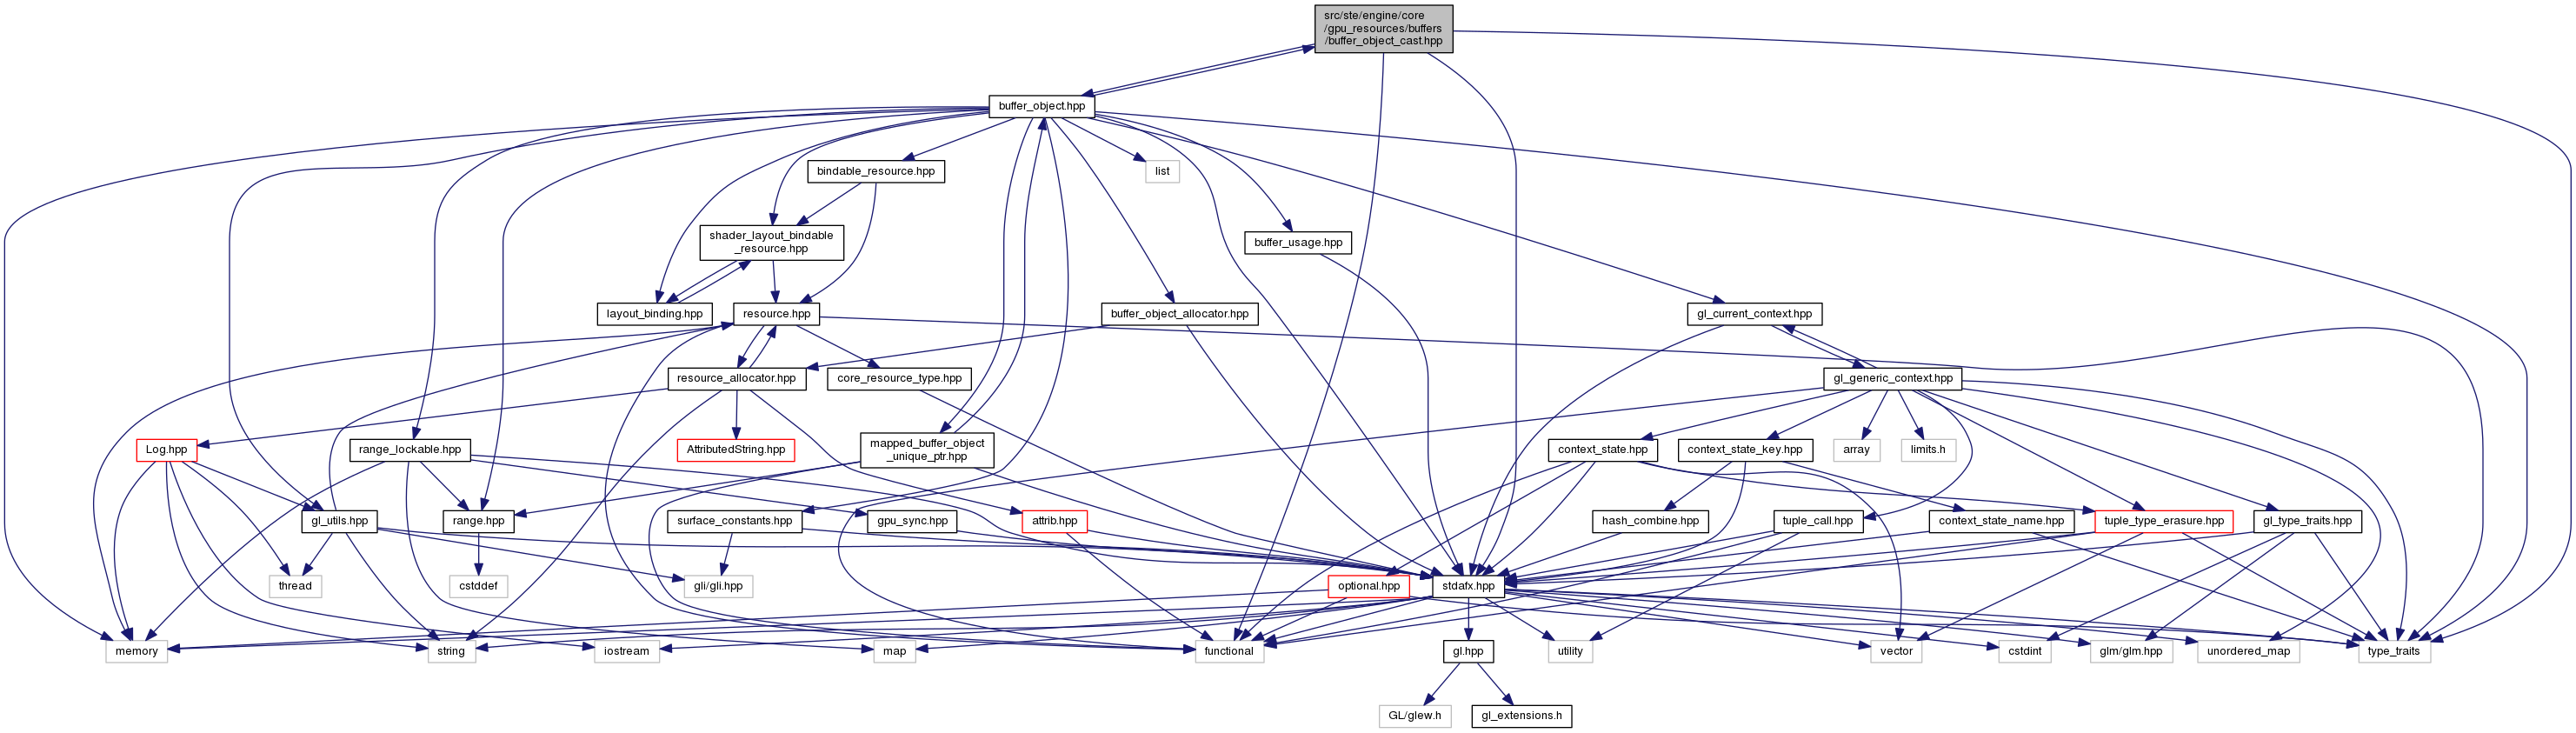 src/ste/engine/core
/gpu_resources/buffers
/buffer_object_cast.hpp
buffer_object.hpp
bindable_resource.hpp
list
shader_layout_bindable
_resource.hpp
buffer_usage.hpp
layout_binding.hpp
resource.hpp
buffer_object_allocator.hpp
gl_current_context.hpp
resource_allocator.hpp
core_resource_type.hpp
gl_generic_context.hpp
Log.hpp
range_lockable.hpp
AttributedString.hpp
mapped_buffer_object
_unique_ptr.hpp
context_state.hpp
context_state_key.hpp
array
limits.h
gl_utils.hpp
range.hpp
surface_constants.hpp
gpu_sync.hpp
attrib.hpp
hash_combine.hpp
tuple_call.hpp
context_state_name.hpp
tuple_type_erasure.hpp
gl_type_traits.hpp
thread
cstddef
gli/gli.hpp
optional.hpp
stdafx.hpp
memory
string
iostream
map
functional
gl.hpp
utility
vector
cstdint
glm/glm.hpp
unordered_map
type_traits
GL/glew.h
gl_extensions.h